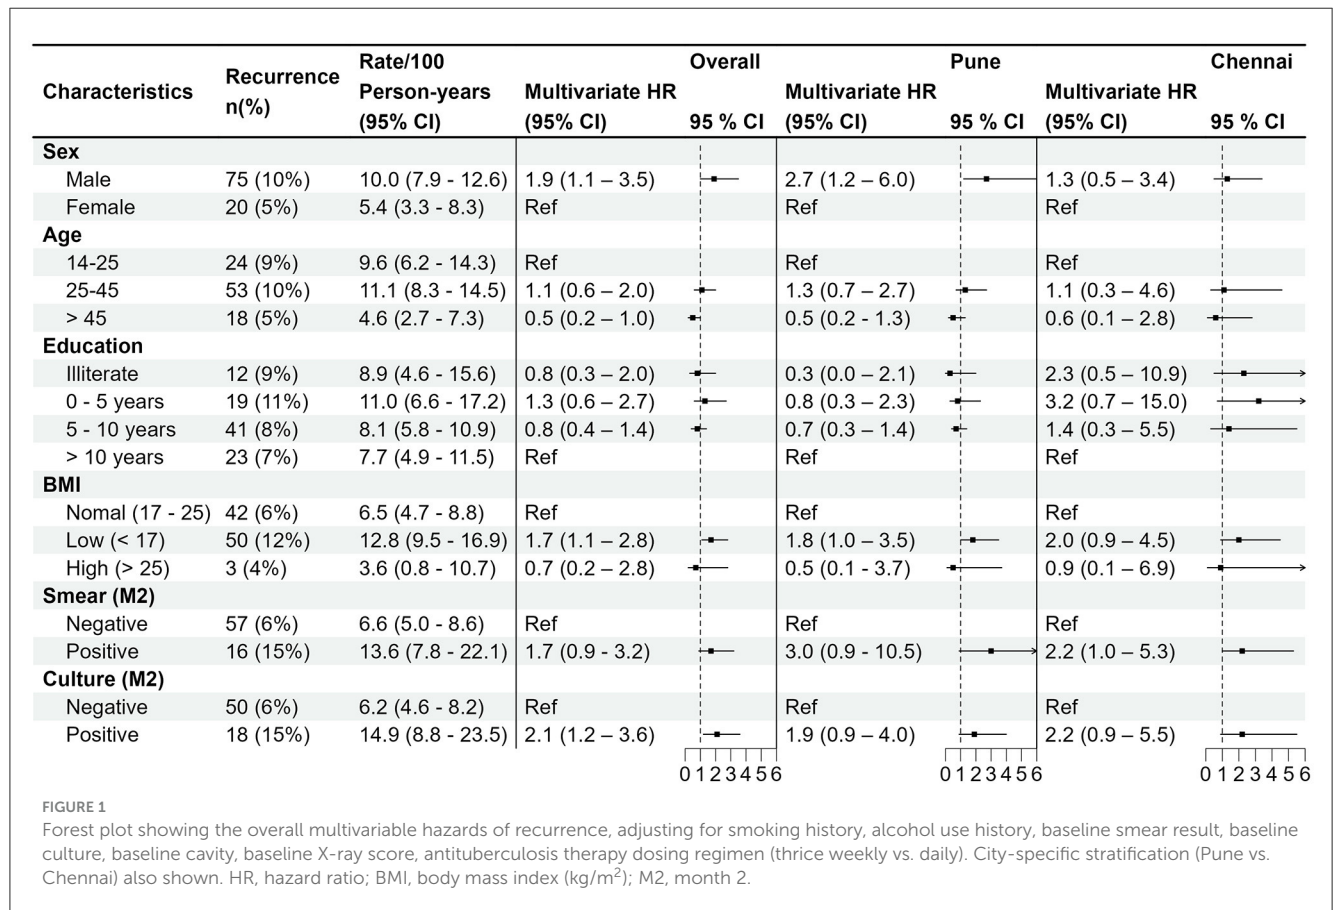 Characteristics Recurrence n(%) Rate/100 Person-years (95% CI) Multivariate HR (95% CI) Overall 95 % CI Multivariate HR (95% CI) Pune 95 % CI Multivariate HR (95% CI) Chennai 95 % CI
Sex
Male 75 (10%) 10.0 (7.9 - 12.6) 1.9 (1.1 – 3.5) 2.7 (1.2 – 6.0) 1.3 (0.5 – 3.4)
Female 20 (5%) 5.4 (3.3 - 8.3) Ref Ref Ref
Age
14-25 24 (9%) 9.6 (6.2 - 14.3) Ref Ref Ref
25-45 53 (10%) 11.1 (8.3 - 14.5) 1.1 (0.6 – 2.0) 1.3 (0.7 – 2.7) 1.1 (0.3 – 4.6)
> 45 18 (5%) 4.6 (2.7 - 7.3) 0.5 (0.2 – 1.0) 0.5 (0.2 - 1.3) 0.6 (0.1 – 2.8)
Education
Illiterate 12 (9%) 8.9 (4.6 - 15.6) 0.8 (0.3 – 2.0) 0.3 (0.0 – 2.1) 2.3 (0.5 – 10.9)
0 - 5 years 19 (11%) 11.0 (6.6 - 17.2) 1.3 (0.6 – 2.7) 0.8 (0.3 – 2.3) 3.2 (0.7 – 15.0)
5 - 10 years 41 (8%) 8.1 (5.8 - 10.9) 0.8 (0.4 – 1.4) 0.7 (0.3 – 1.4) 1.4 (0.3 – 5.5)
> 10 years 23 (7%) 7.7 (4.9 - 11.5) Ref Ref Ref
BMI
Nomal (17 - 25) 42 (6%) 6.5 (4.7 - 8.8) Ref Ref Ref
Low (< 17) 50 (12%) 12.8 (9.5 - 16.9) 1.7 (1.1 – 2.8) 1.8 (1.0 – 3.5) 2.0 (0.9 – 4.5)
High (> 25) 3 (4%) 3.6 (0.8 - 10.7) 0.7 (0.2 – 2.8) 0.5 (0.1 - 3.7) 0.9 (0.1 – 6.9)
Smear (M2)
Negative 57 (6%) 6.6 (5.0 - 8.6) Ref Ref Ref
Positive 16 (15%) 13.6 (7.8 - 22.1) 1.7 (0.9 - 3.2) 3.0 (0.9 - 10.5) 2.2 (1.0 – 5.3)
Culture (M2)
Negative 50 (6%) 6.2 (4.6 - 8.2) Ref Ref Ref
Positive 18 (15%) 14.9 (8.8 - 23.5) 2.1 (1.2 – 3.6) 1.9 (0.9 – 4.0) 2.2 (0.9 – 5.5)
0 1 2 3 4 5 6 0 1 2 3 4 5 6 0 1 2 3 4 5 6
FIGURE 1
Forest plot showing the overall multivariable hazards of recurrence, adjusting for smoking history, alcohol use history, baseline smear result, baseline
culture, baseline cavity, baseline X-ray score, antituberculosis therapy dosing regimen (thrice weekly vs. daily). City-specific stratification (Pune vs.
Chennai) also shown. HR, hazard ratio; BMI, body mass index (kg/m²); M2, month 2.